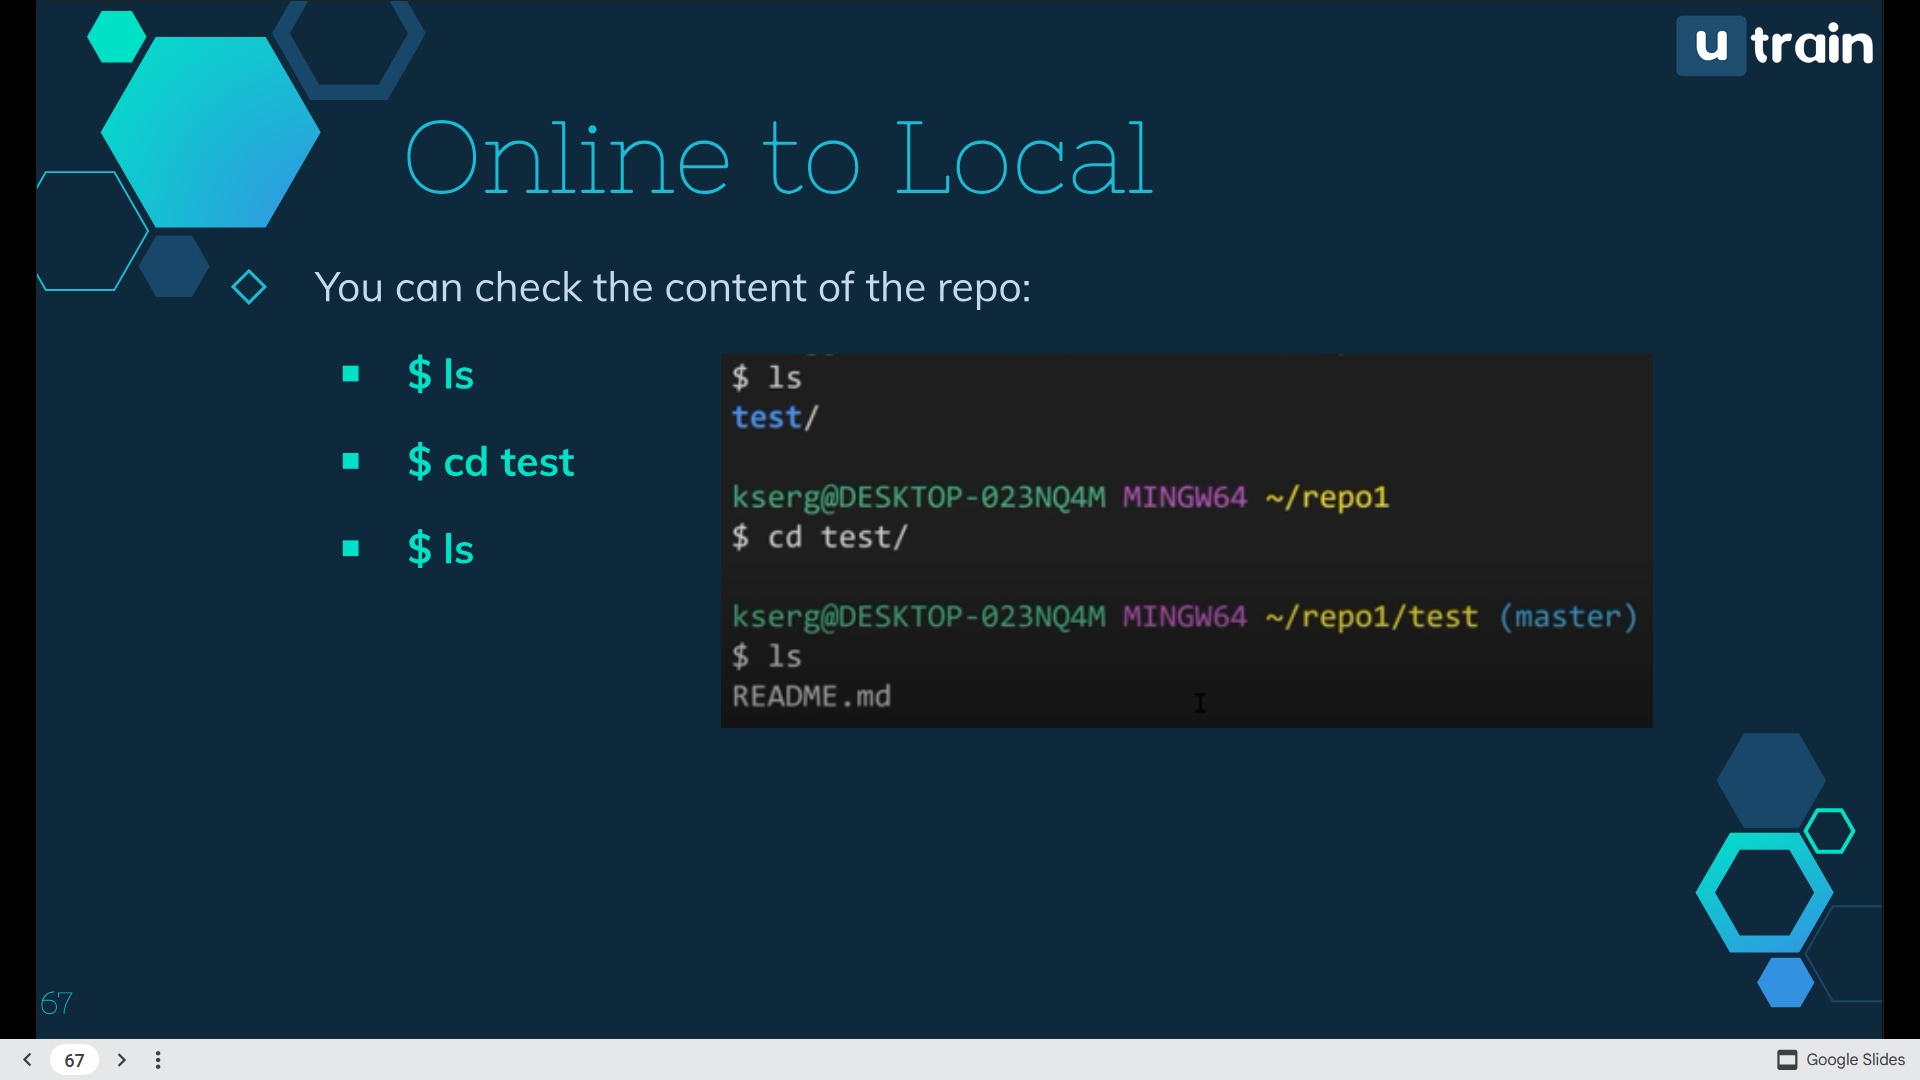 u train
Online to Local
You can check the content of the repo:
$ ls
$ cd test
$ ls
$ ls
test/
kserg@DESKTOP-023NQ4M MINGW64 ~/repo1
$ cd test/
kserg@DESKTOP-023NQ4M MINGW64 ~/repo1/test (master)
$ ls
README.md
67
67
Google Slides